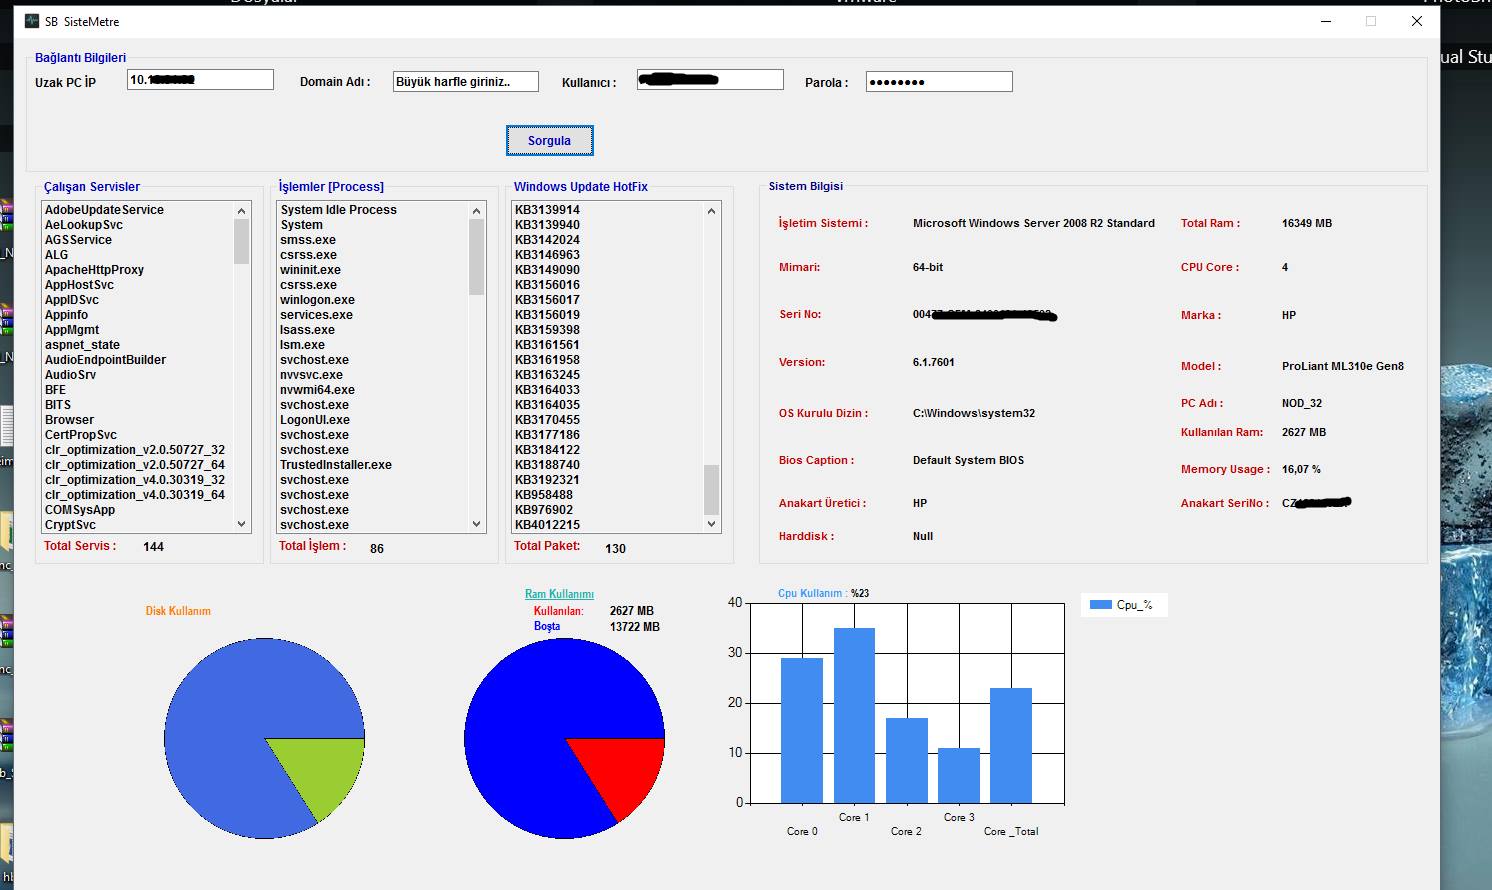 SB SisteMetre
Bağlantı Bilgileri
Uzak PC İP
10.1
Domain Adı :
Büyük harfle giriniz..
Kullanıcı :
Parola :
●●●●●●●●
Sorgula
Çalışan Servisler
AdobeUpdateService
AeLookupSvc
AGSService
ALG
ApacheHttpProxy
AppHostSvc
AppIDSvc
Appinfo
AppMgmt
aspnet_state
AudioEndpointBuilder
AudioSrv
BFE
BITS
Browser
CertPropSvc
clr_optimization_v2.0.50727_32
clr_optimization_v2.0.50727_64
clr_optimization_v4.0.30319_32
clr_optimization_v4.0.30319_64
COMSysApp
CryptSvc
Total Servis : 144
İşlemler [Process]
System Idle Process
System
smss.exe
csrss.exe
wininit.exe
csrss.exe
winlogon.exe
services.exe
lsass.exe
lsm.exe
svchost.exe
nvvsvc.exe
nvwmi64.exe
svchost.exe
LogonUI.exe
svchost.exe
svchost.exe
TrustedInstaller.exe
svchost.exe
svchost.exe
svchost.exe
svchost.exe
Total İşlem : 86
Windows Update HotFix
KB3139914
KB3139940
KB3142024
KB3146963
KB3149090
KB3156016
KB3156017
KB3156019
KB3159398
KB3161561
KB3161958
KB3163245
KB3164033
KB3164035
KB3170455
KB3177186
KB3184122
KB3188740
KB3192321
KB958488
KB976902
KB4012215
Total Paket: 130
Sistem Bilgisi
İşletim Sistemi : Microsoft Windows Server 2008 R2 Standard
Mimari: 64-bit
Seri No: 004
Version: 6.1.7601
OS Kurulu Dizin : C:\Windows\system32
Bios Caption : Default System BIOS
Anakart Üretici : HP
Harddisk : Null
Total Ram : 16349 MB
CPU Core : 4
Marka : HP
Model : ProLiant ML310e Gen8
PC Adı : NOD_32
Kullanılan Ram: 2627 MB
Memory Usage : 16,07 %
Anakart SeriNo : CZ
Disk Kullanım
Ram Kullanımı
Kullanılan: 2627 MB
Boşta 13722 MB
Cpu Kullanım : %23
40
30
20
10
0
Core 0
Core 1
Core 2
Core 3
Core _Total
Cpu_%
ual Stu